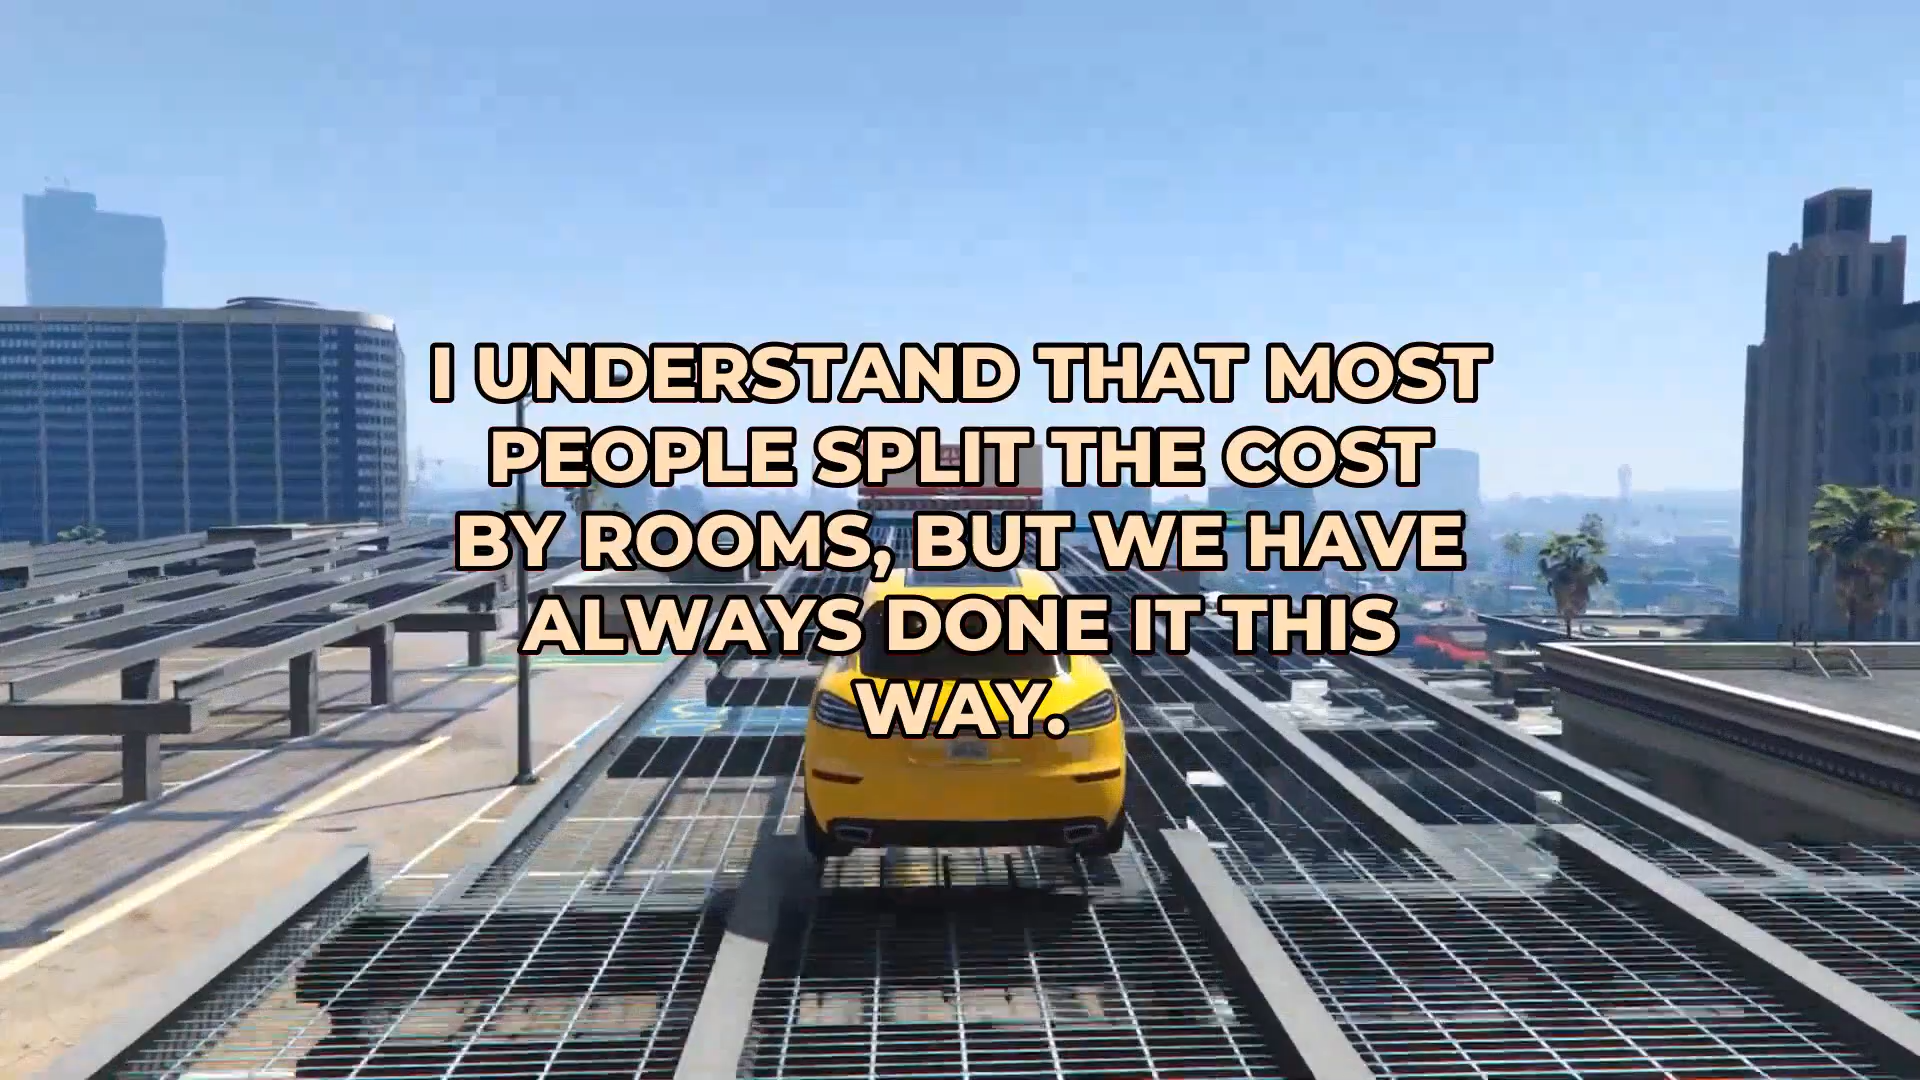 I UNDERSTAND THAT MOST
PEOPLE SPLIT THE COST
BY ROOMS, BUT WE HAVE
ALWAYS DONE IT THIS
WAY.